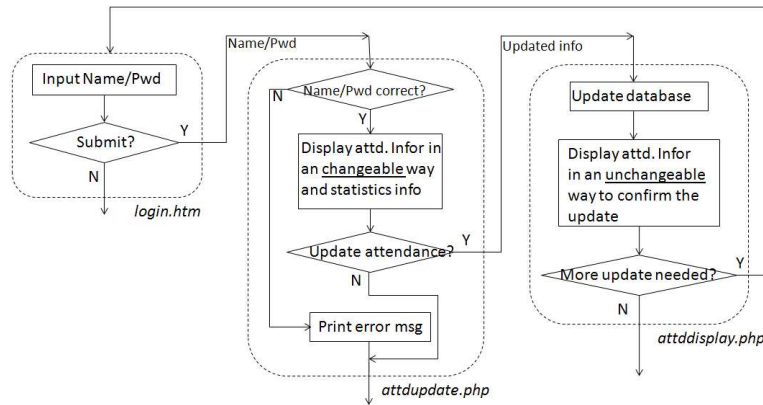 Name/Pwd
Updated info
Input Name/Pwd
Submit?
Y
N
login.htm
Name/Pwd correct?
N
Y
Display attd. Infor in
an changeable way
and statistics info
Update attendance?
Y
N
Print error msg
attdupdate.php
Update database
Display attd. Infor
in an unchangeable
way to confirm the
update
More update needed?
Y
N
attddisplay.php